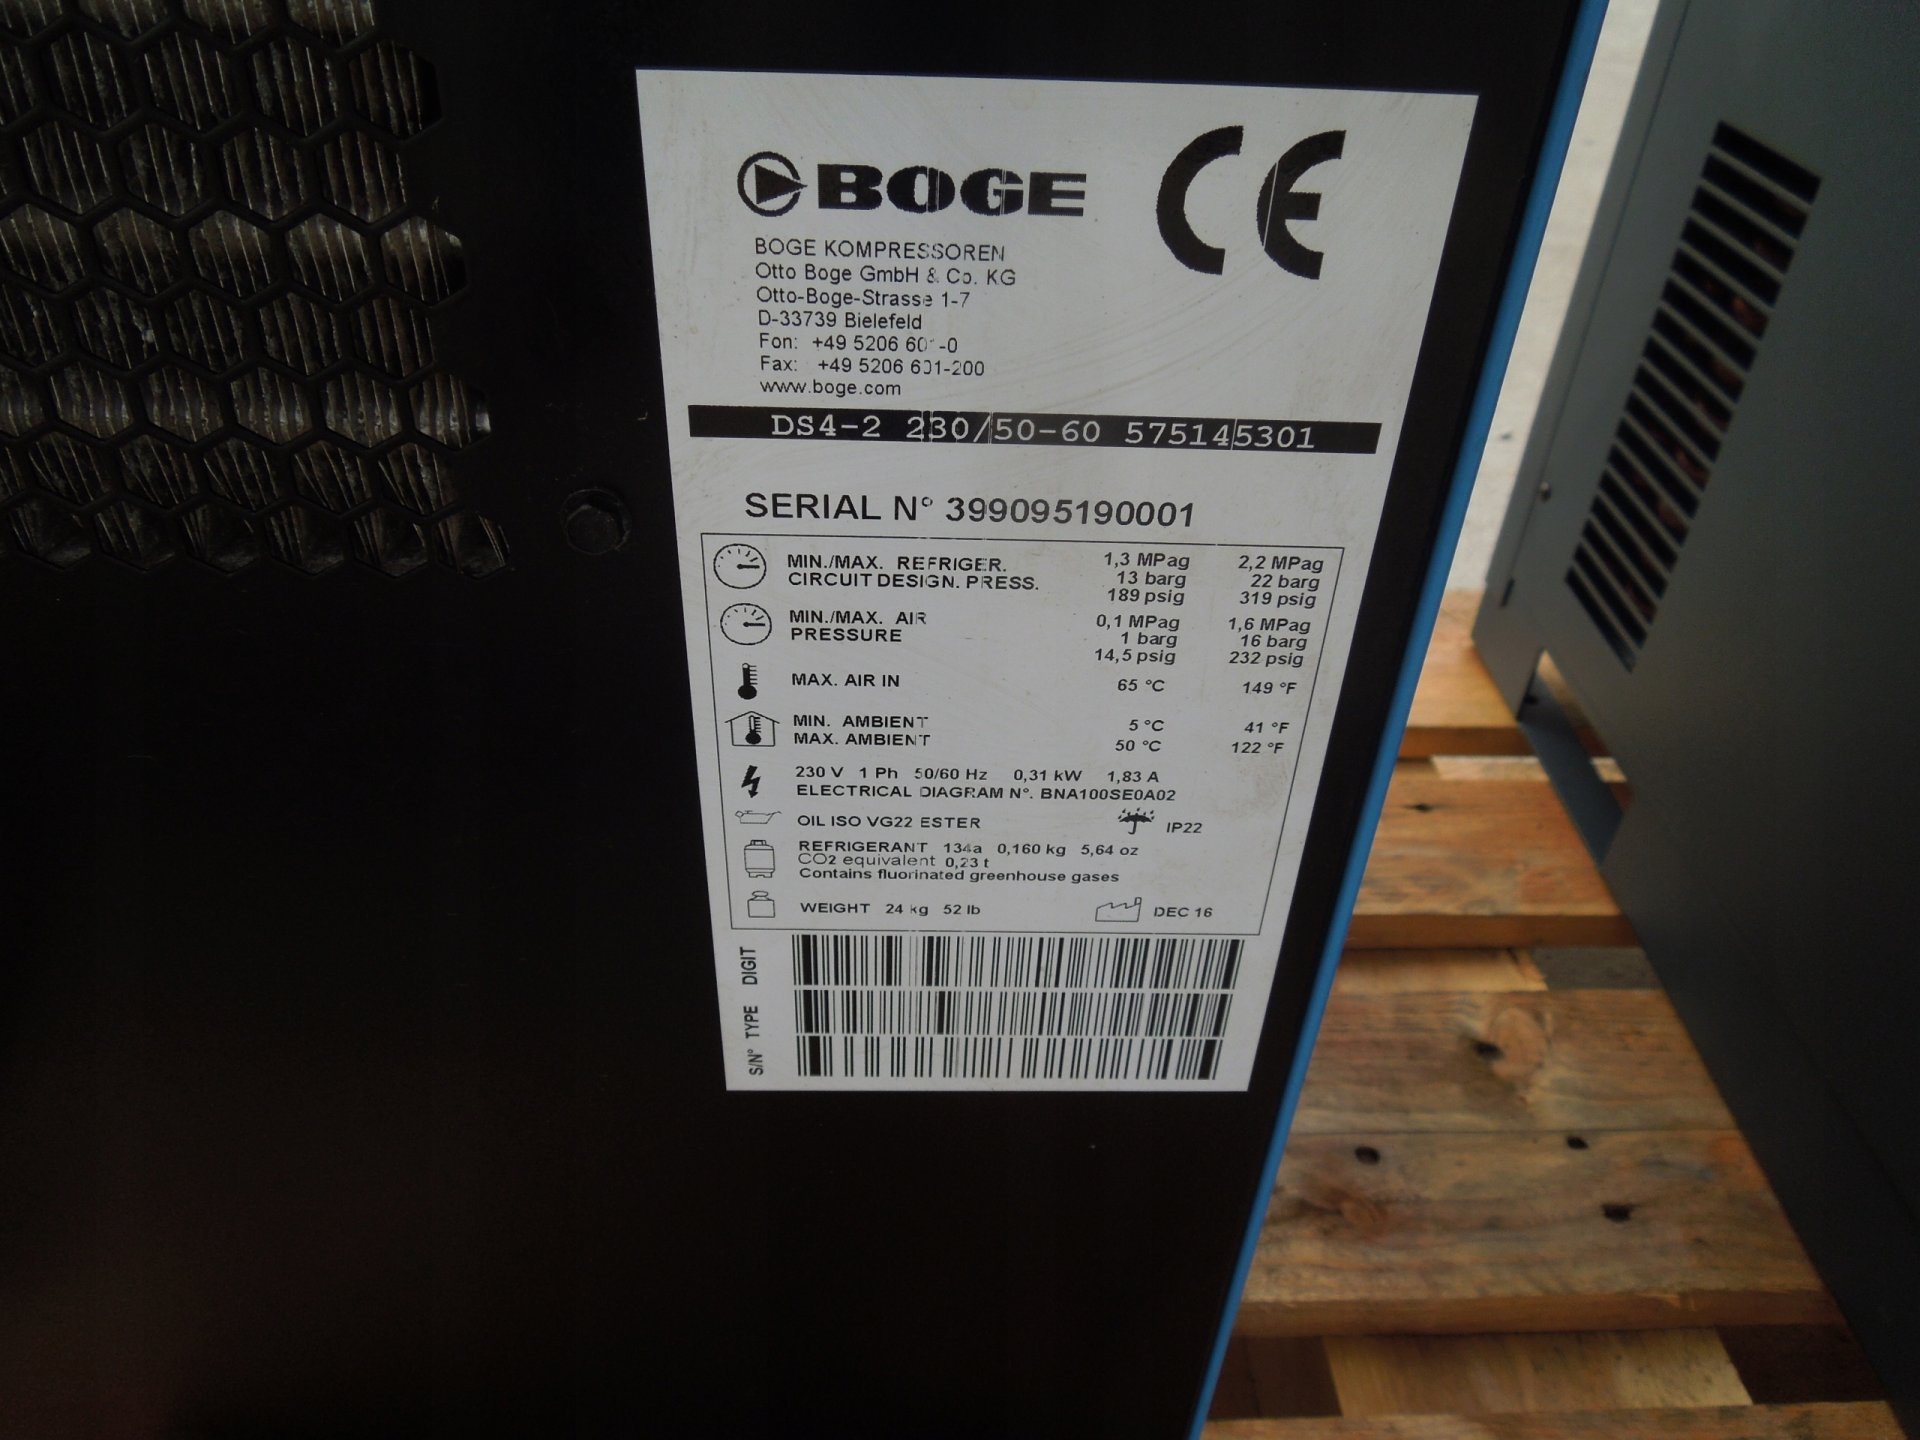 BOGE CE
BOGE KOMPRESSOREN
Otto Boge GmbH & Co. KG
Otto-Boge-Strasse 1-7
D-33739 Bielefeld
Fon: +49 5206 601-0
Fax: +49 5206 601-200
www.boge.com
DS4-2 230/50-60 575145301
SERIAL N° 399095190001
MIN./MAX. REFRIGER. 1,3 MPag 2,2 MPag
CIRCUIT DESIGN. PRESS. 13 barg 22 barg
189 psig 319 psig
MIN./MAX. AIR 0,1 MPag 1,6 MPag
PRESSURE 1 barg 16 barg
14,5 psig 232 psig
MAX. AIR IN 65 °C 149 °F
MIN. AMBIENT 5 °C 41 °F
MAX. AMBIENT 50 °C 122 °F
230 V 1 Ph 50/60 Hz 0,31 kW 1,83 A
ELECTRICAL DIAGRAM N°. BNA100SE0A02
OIL ISO VG22 ESTER IP22
REFRIGERANT 134a 0,160 kg 5,64 oz
CO2 equivalent 0,23 t
Contains fluorinated greenhouse gases
WEIGHT 24 kg 52 lb DEC 16
S/N° TYPE DIGIT